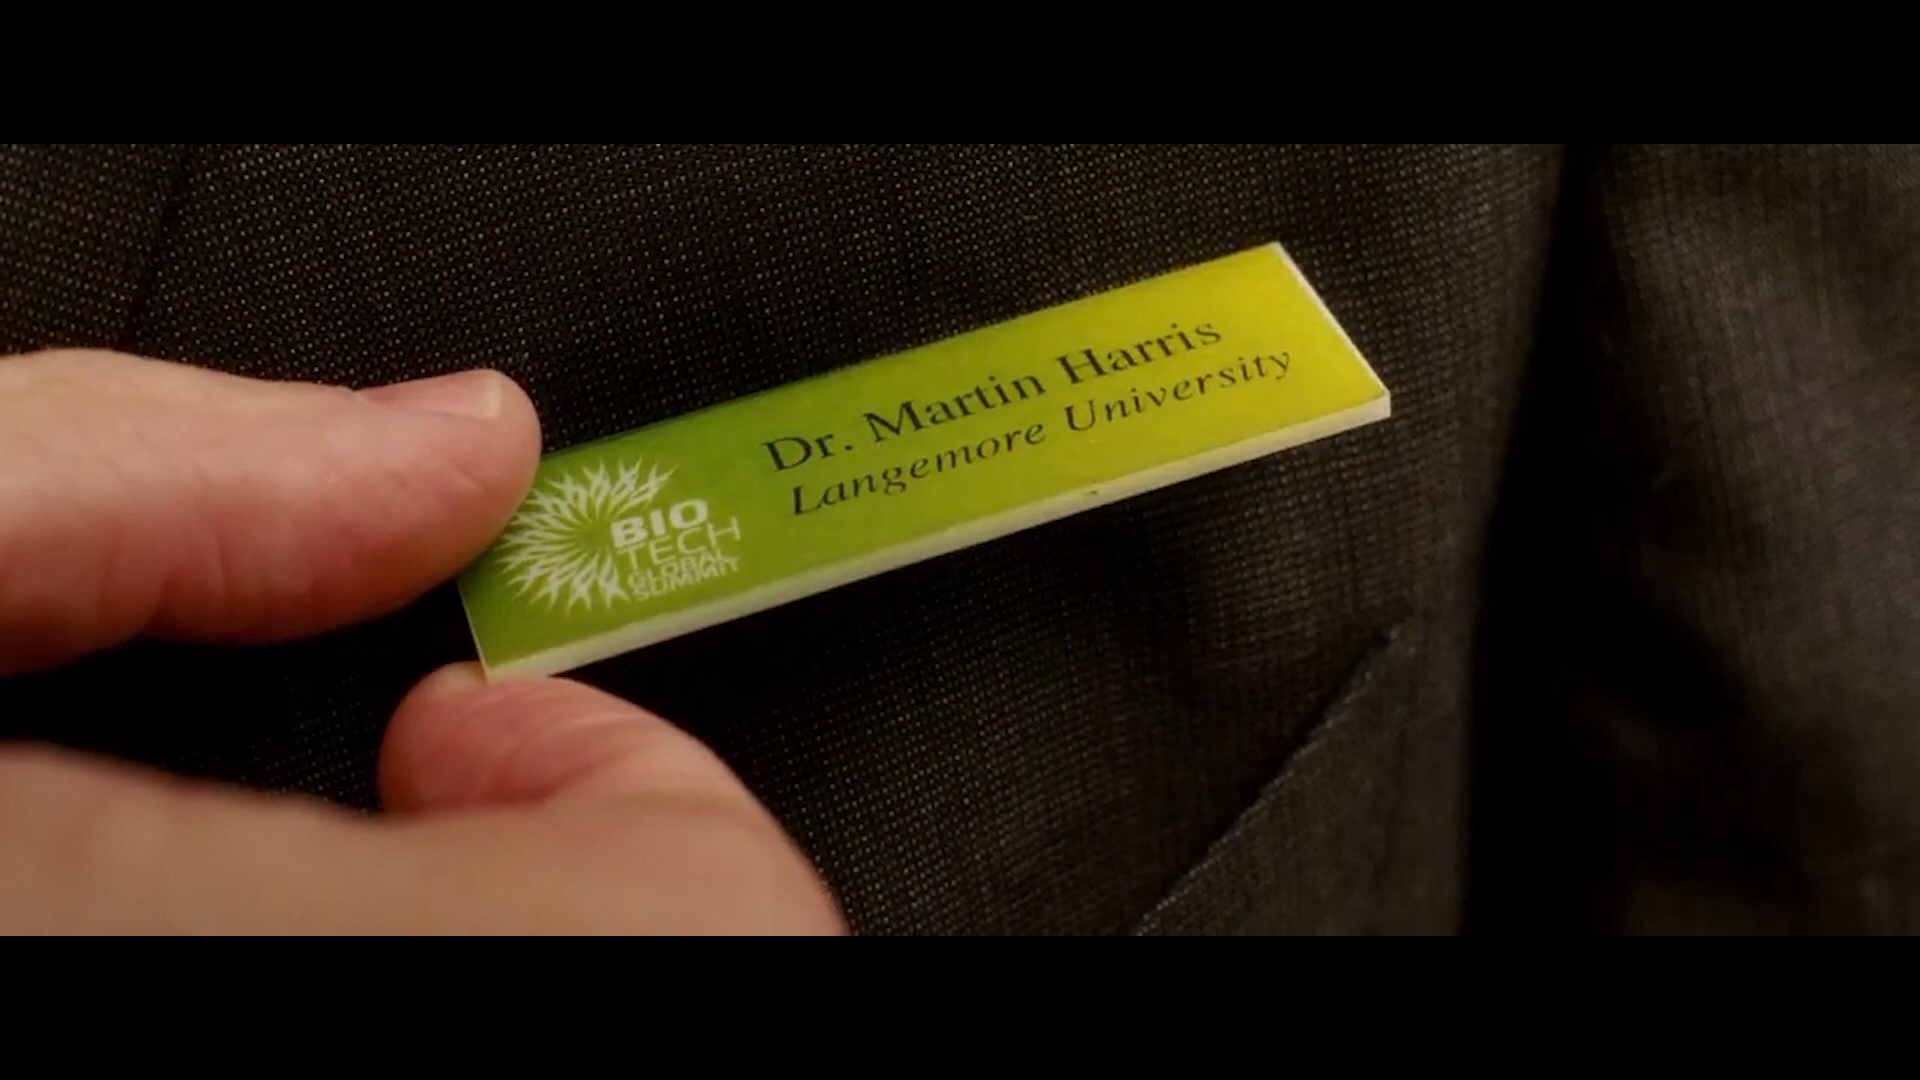 Dr. Martin Harris
Langemore University
BIO
TECH
GLOBAL
SUMMIT